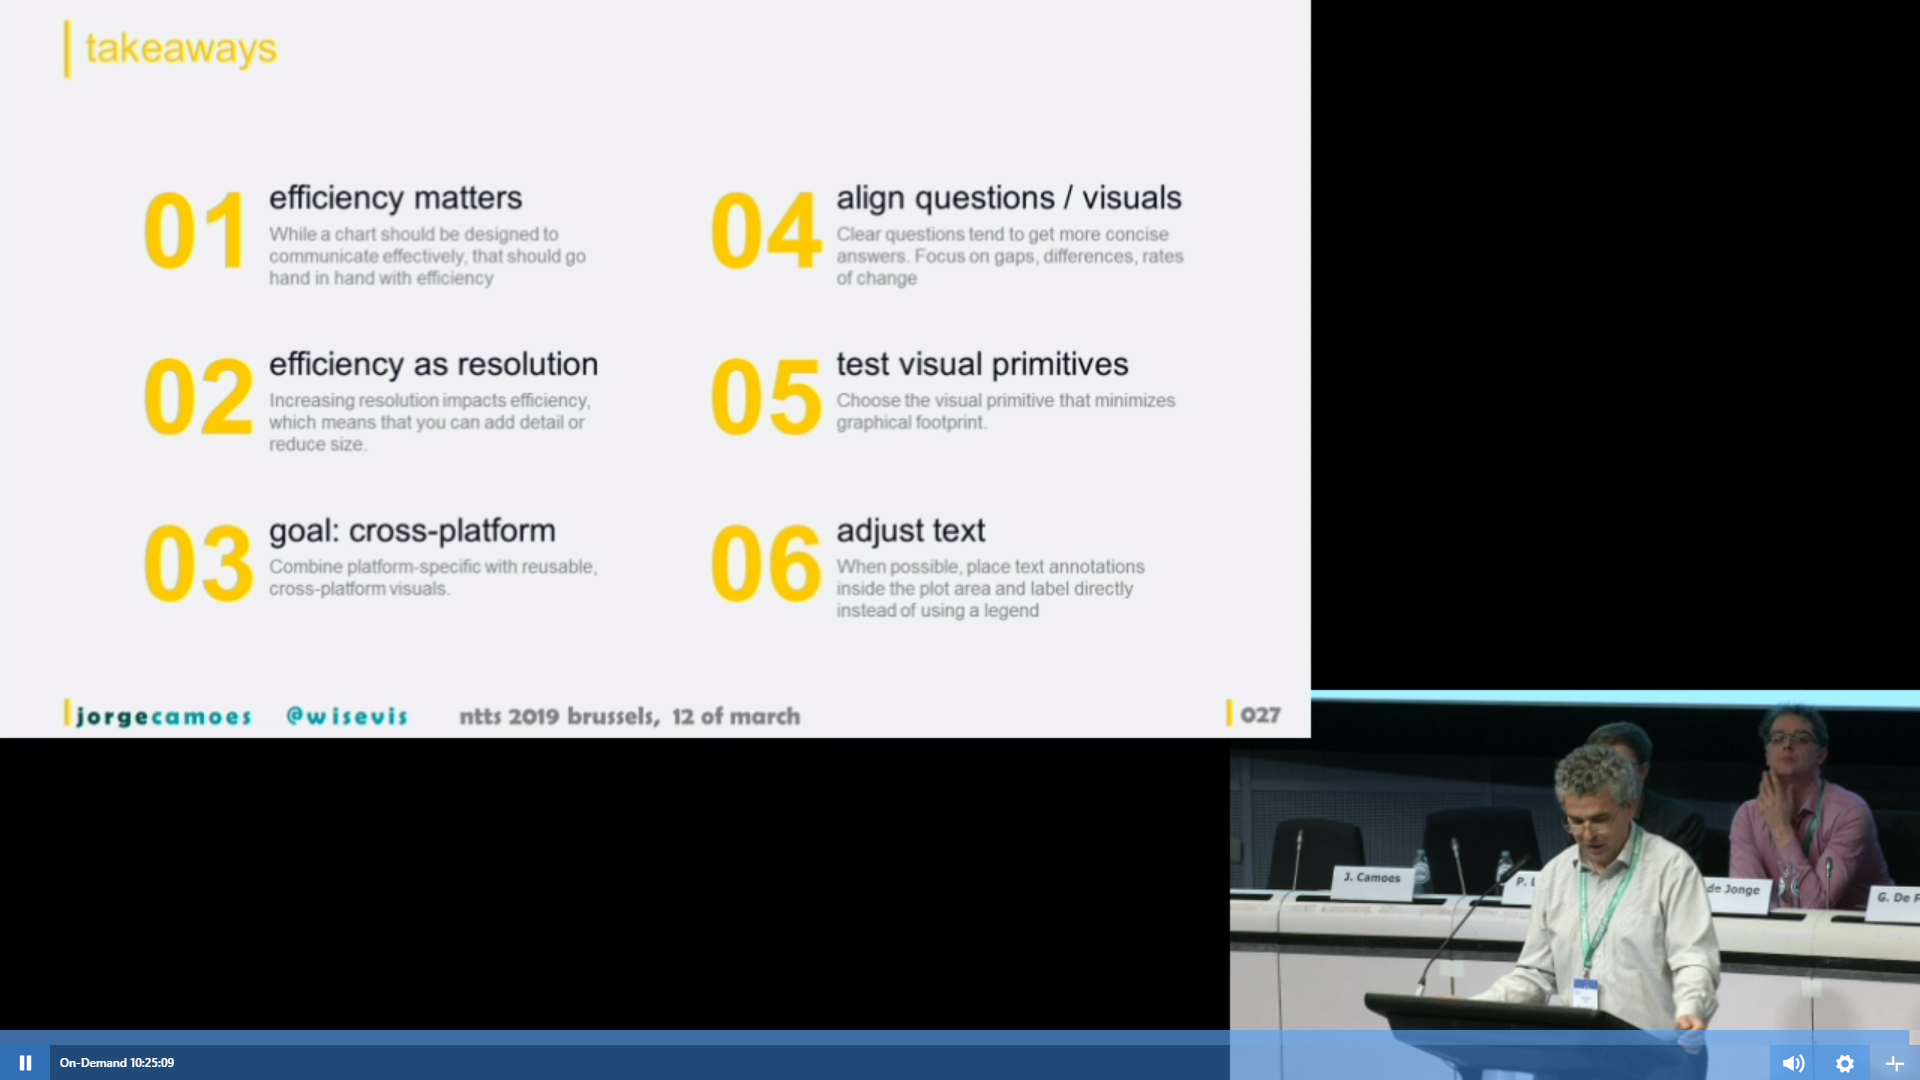 takeaways
01
efficiency matters
While a chart should be designed to
communicate effectively, that should go
hand in hand with efficiency
02
efficiency as resolution
Increasing resolution impacts efficiency,
which means that you can add detail or
reduce size.
03
goal: cross-platform
Combine platform-specific with reusable,
cross-platform visuals.
04
align questions / visuals
Clear questions tend to get more concise
answers. Focus on gaps, differences, rates
of change
05
test visual primitives
Choose the visual primitive that minimizes
graphical footprint.
06
adjust text
When possible, place text annotations
inside the plot area and label directly
instead of using a legend
jorgecamoes @wisevis ntts 2019 brussels, 12 of march 027
J. Camoes
P.
de Jonge
G. De
On-Demand 10:25:09